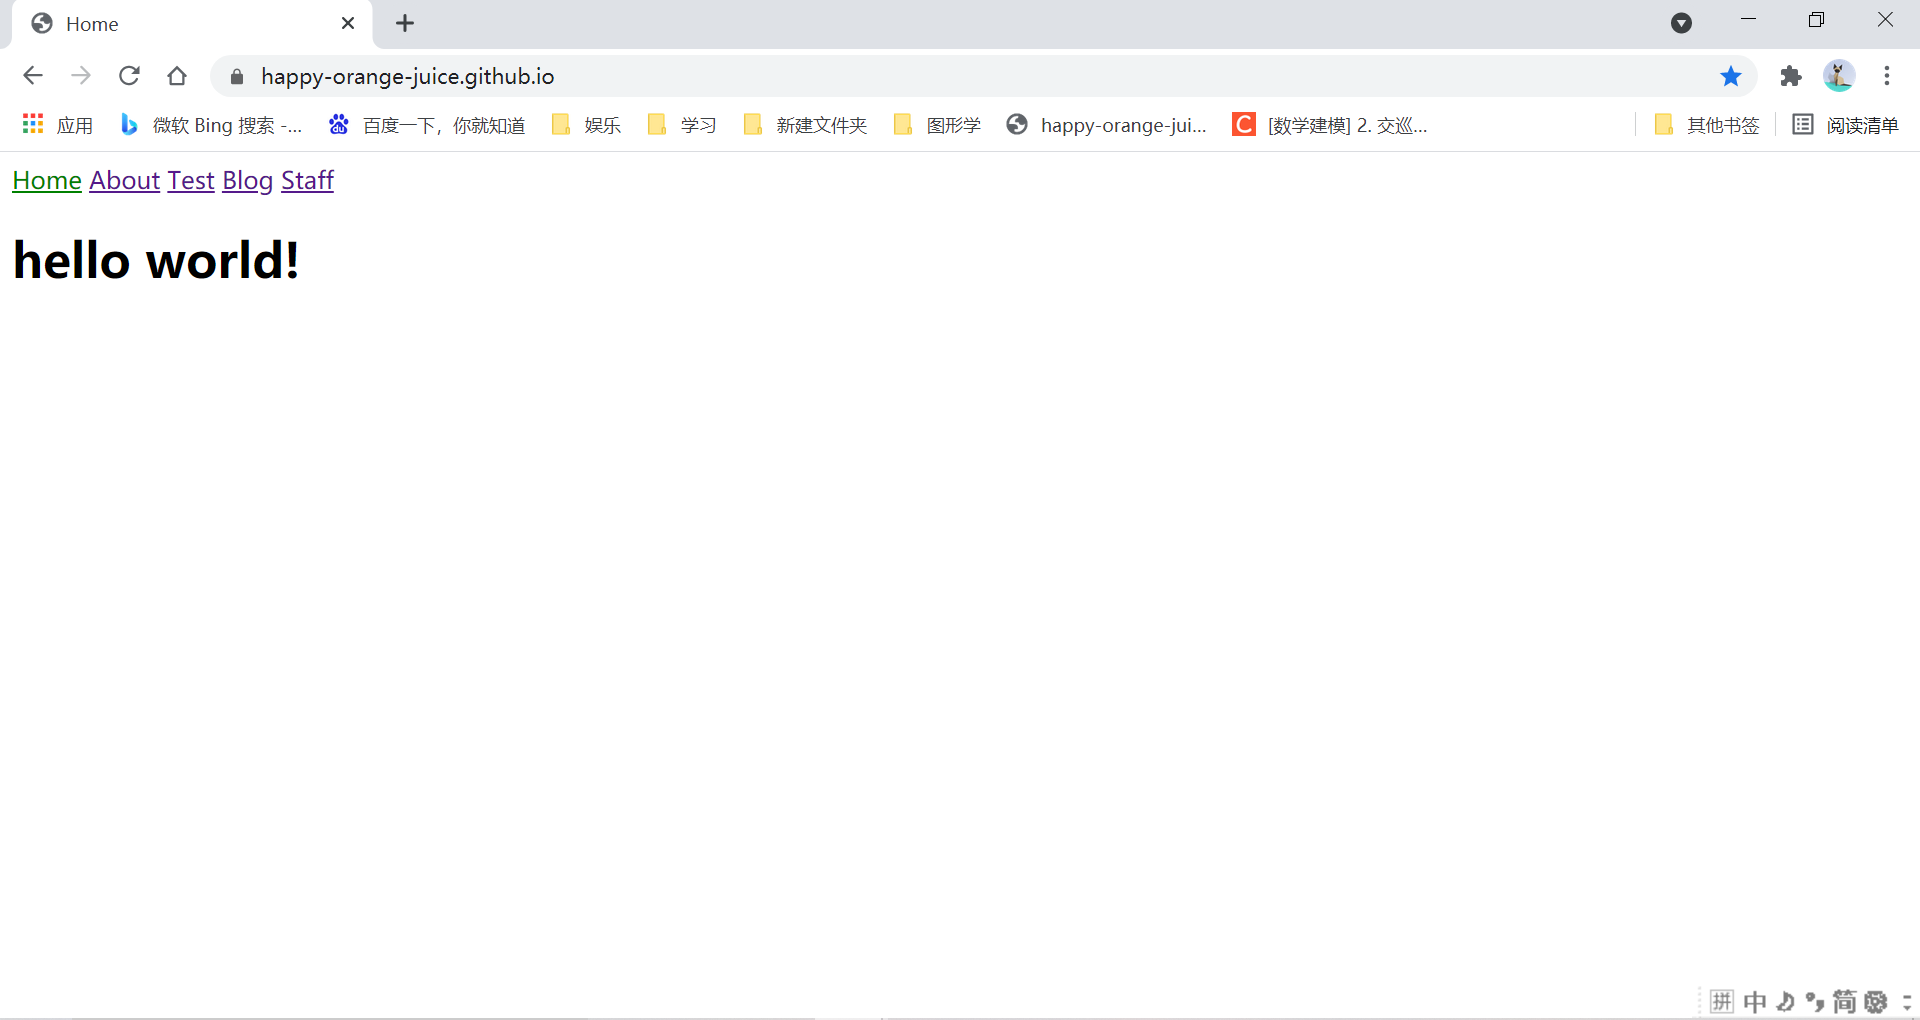 Home
happy-orange-juice.github.io
应用 微软 Bing 搜索 -... 百度一下，你就知道 娱乐 学习 新建文件夹 图形学 happy-orange-jui... [数学建模] 2. 交巡... 其他书签 阅读清单
Home About Test Blog Staff
hello world!
拼 中 简